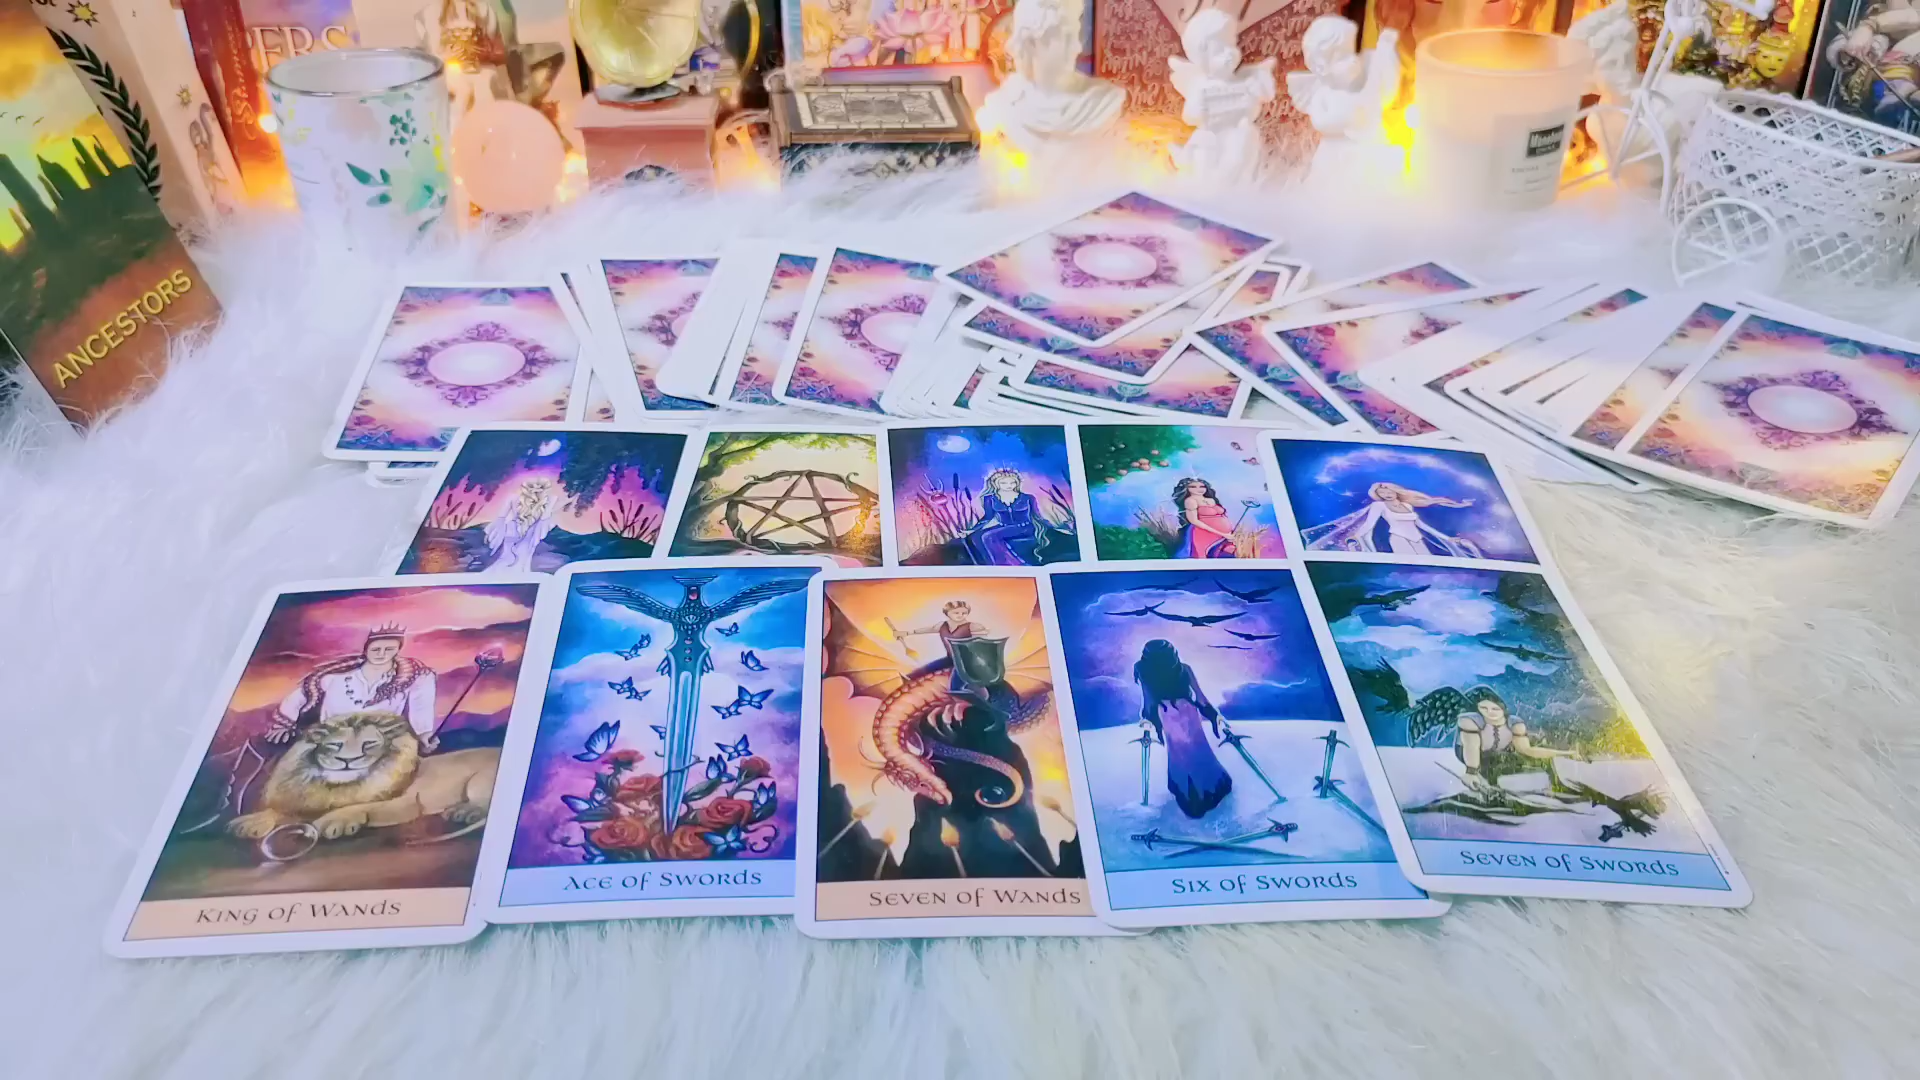 ANCESTORS
KING OF WANDS
ACE OF SWORDS
SEVEN OF WANDS
SIX OF SWORDS
SEVEN OF SWORDS